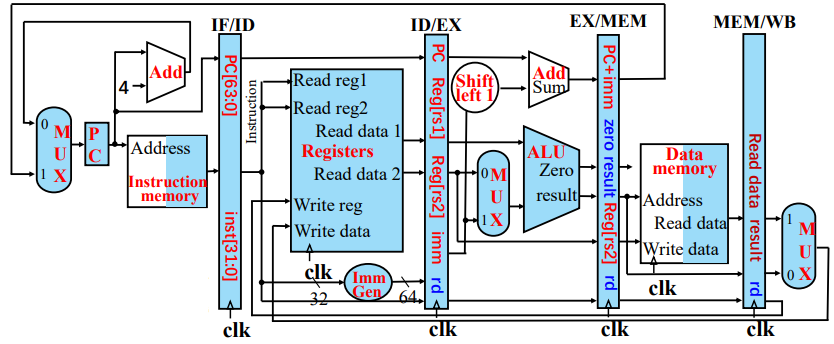 IF/ID
ID/EX
EX/MEM
MEM/WB
Add
4
0
M
U
1 X
P
C
Address
Instruction
memory
PC[63:0]
inst[31:0]
Instruction
Read reg1
Read reg2
Read data 1
Registers
Read data 2
Write reg
Write data
clk
Imm
Gen
32
64
PC Reg[rs1] Reg[rs2] imm rd
Shift
left 1
Add
Sum
0 M
U
1 X
ALU
Zero
result
PC+imm zero result Reg[rs2] rd
Data
memory
Address
Read data
Write data
clk
Read data result rd
1
M
U
0 X
clk
clk
clk
clk